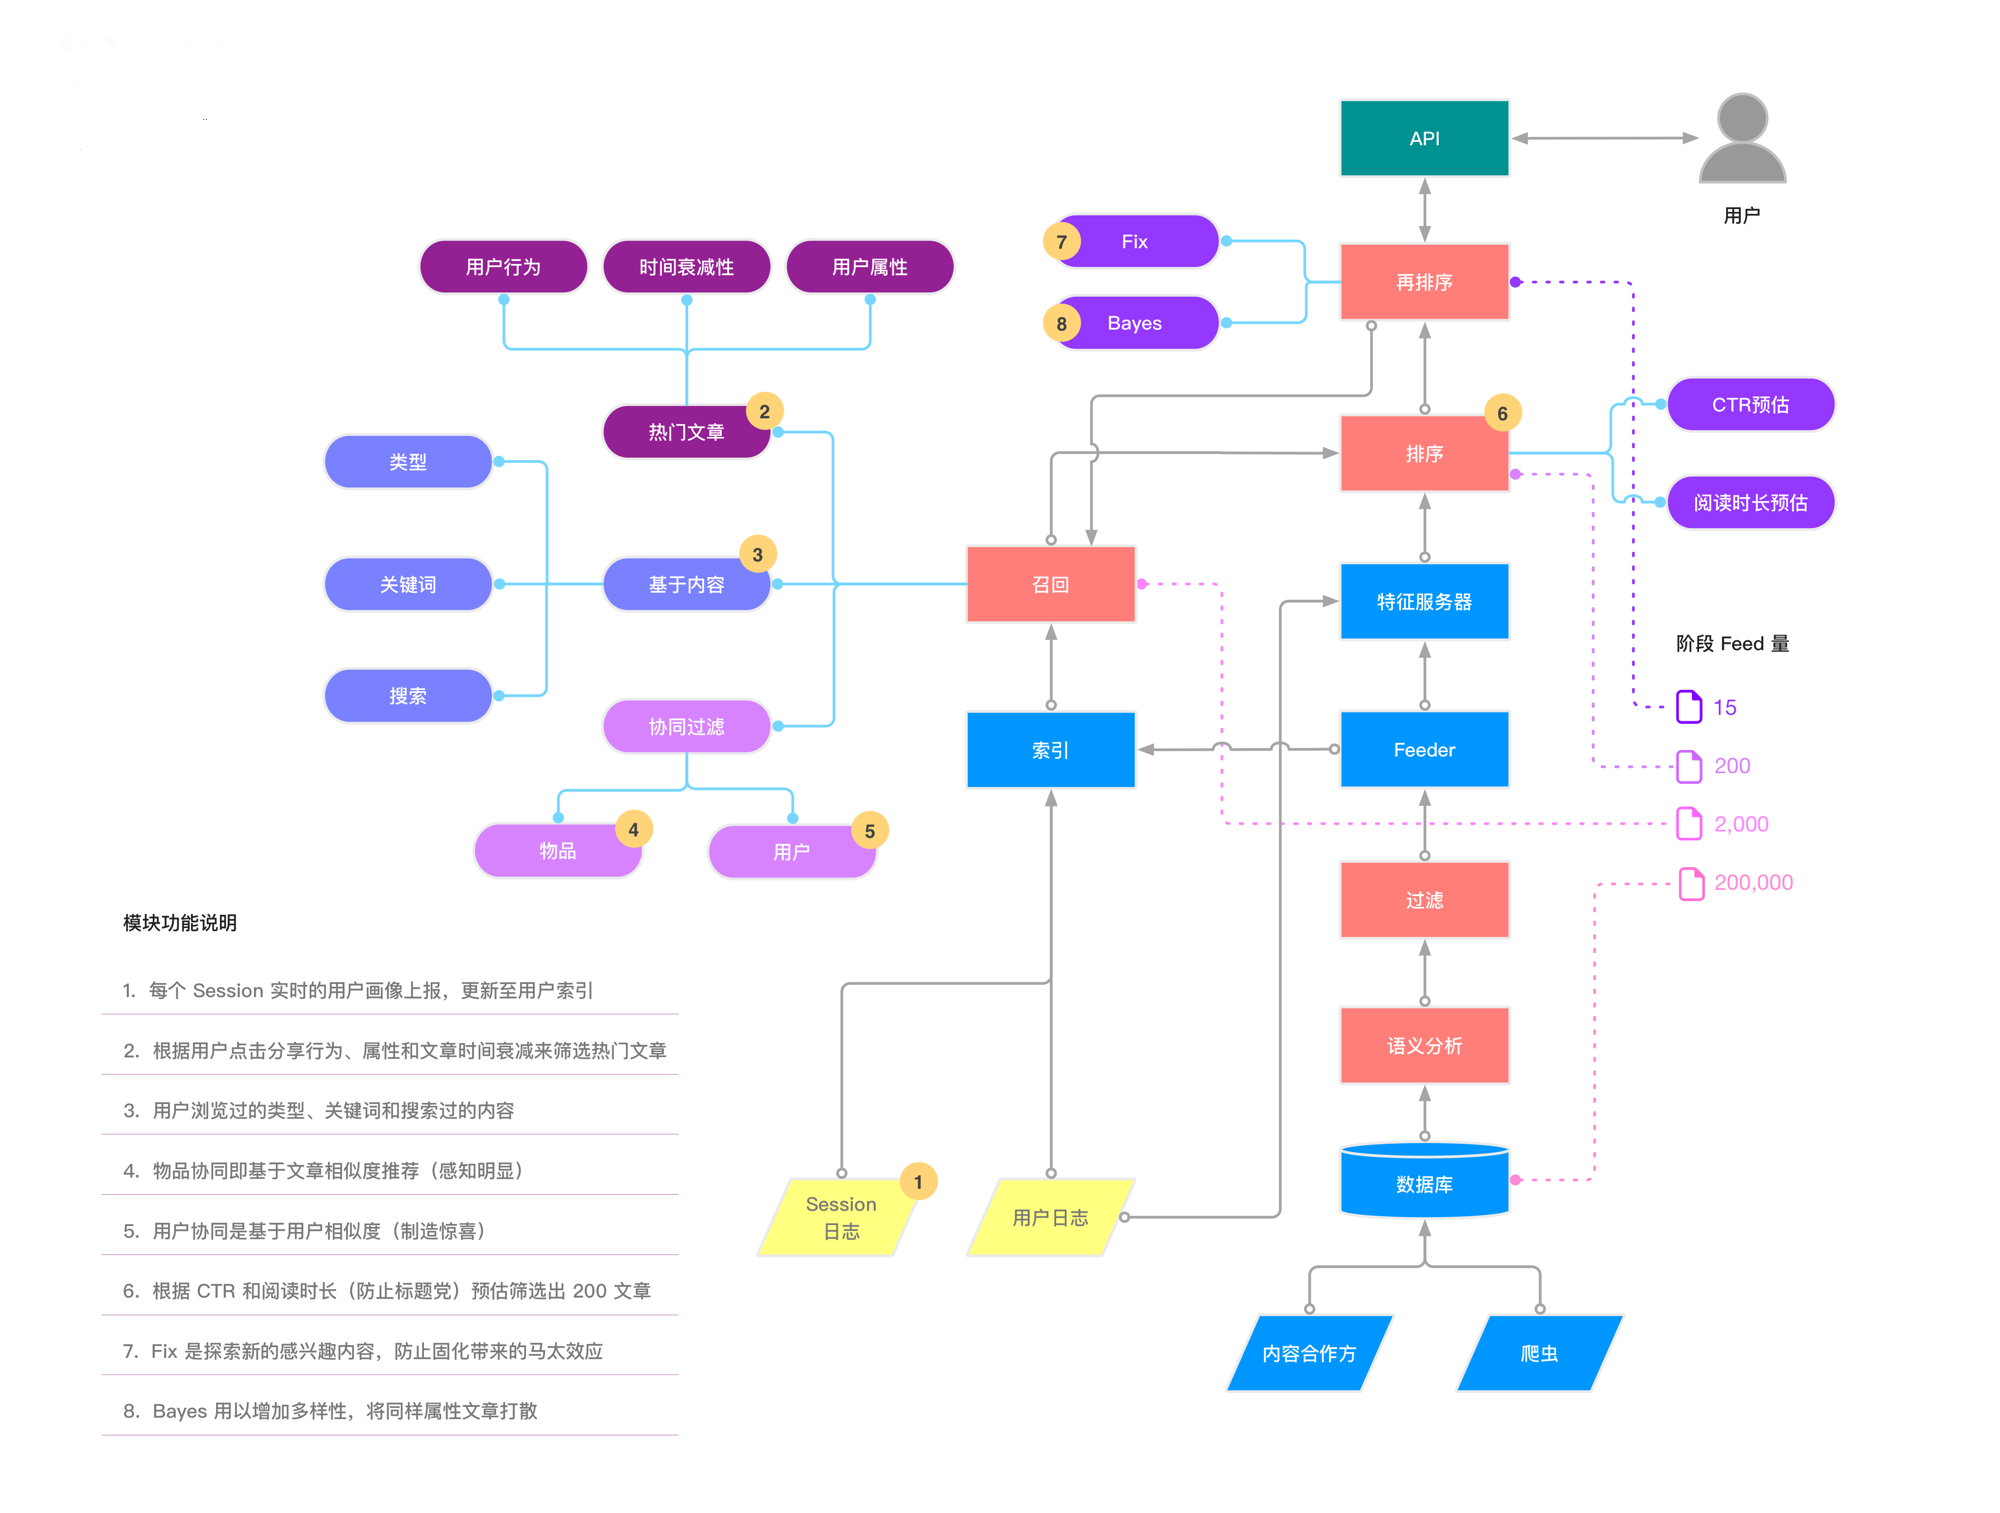 API
用户
7
Fix
再排序
用户行为
时间衰减性
用户属性
8
Bayes
2
热门文章
6
CTR预估
类型
排序
阅读时长预估
3
关键词
基于内容
召回
特征服务器
阶段 Feed 量
搜索
15
协同过滤
索引
Feeder
200
2,000
4
物品
5
用户
200,000
过滤
模块功能说明
1. 每个 Session 实时的用户画像上报，更新至用户索引
2. 根据用户点击分享行为、属性和文章时间衰减来筛选热门文章
语义分析
3. 用户浏览过的类型、关键词和搜索过的内容
4. 物品协同即基于文章相似度推荐（感知明显）
1
Session
日志
用户日志
数据库
5. 用户协同是基于用户相似度（制造惊喜）
6. 根据 CTR 和阅读时长（防止标题党）预估筛选出 200 文章
7. Fix 是探索新的感兴趣内容，防止固化带来的马太效应
内容合作方
爬虫
8. Bayes 用以增加多样性，将同样属性文章打散